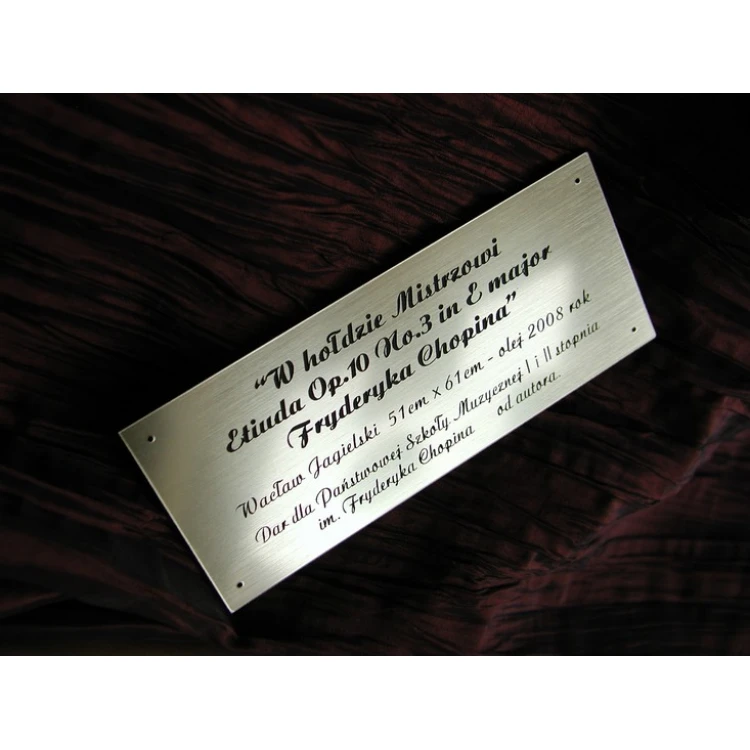 “W hołdzie Mistrzowi
Etiuda Op.10 No.3 in E major
Fryderyka Chopina”
Wacław Jagielski 51cm x 61cm - olej 2008 rok
Dar dla Państwowej Szkoły Muzycznej I i II stopnia
im. Fryderyka Chopina od autora.